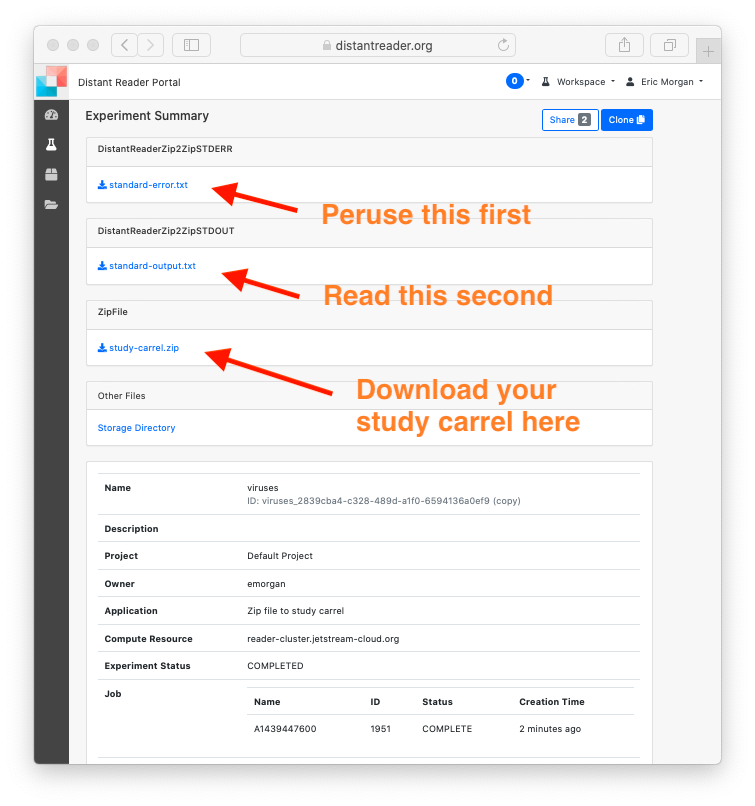 distantreader.org
Distant Reader Portal
0 Workspace Eric Morgan
Experiment Summary
Share 2 Clone
DistantReaderZip2ZipSTDERR
standard-error.txt
Peruse this first
DistantReaderZip2ZipSTDOUT
standard-output.txt
Read this second
ZipFile
study-carrel.zip
Download your
study carrel here
Other Files
Storage Directory
Name viruses
ID: viruses_2839cba4-c328-489d-a1f0-6594136a0ef9 (copy)
Description
Project Default Project
Owner emorgan
Application Zip file to study carrel
Compute Resource reader-cluster.jetstream-cloud.org
Experiment Status COMPLETED
Job Name ID Status Creation Time
A1439447600 1951 COMPLETE 2 minutes ago